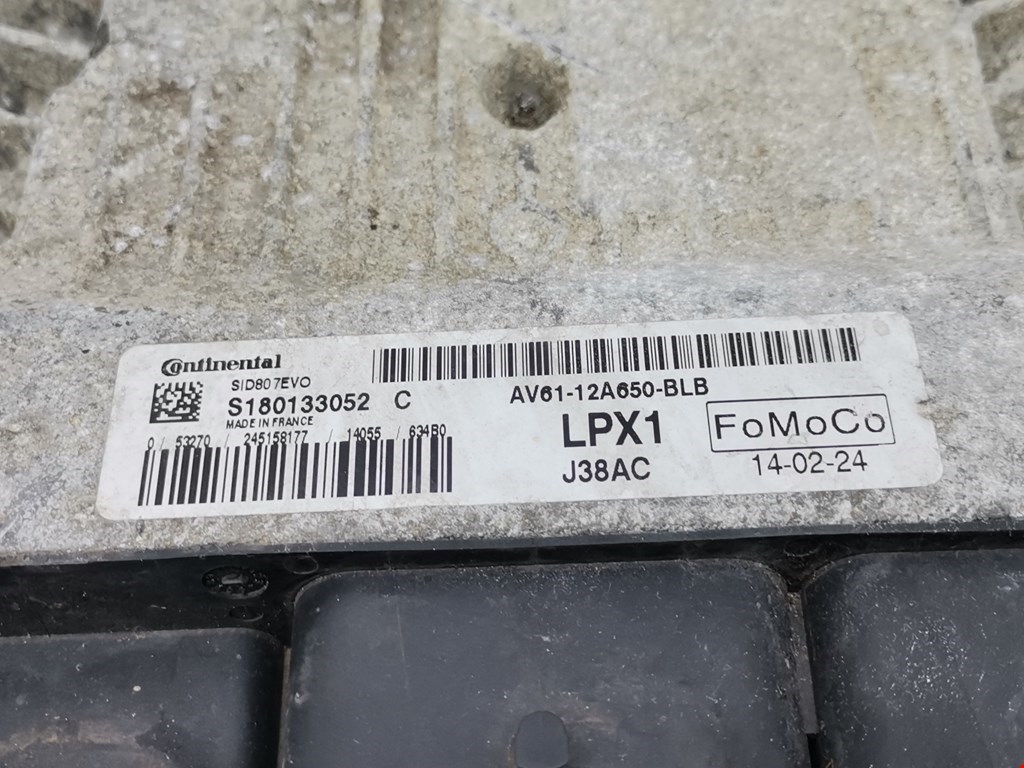 Continental
SID807EVO
S180133052 C
MADE IN FRANCE
0 / 53270 / 245158177 / 14055 / 634B0
AV61-12A650-BLB
LPX1
FoMoCo
J38AC
14-02-24